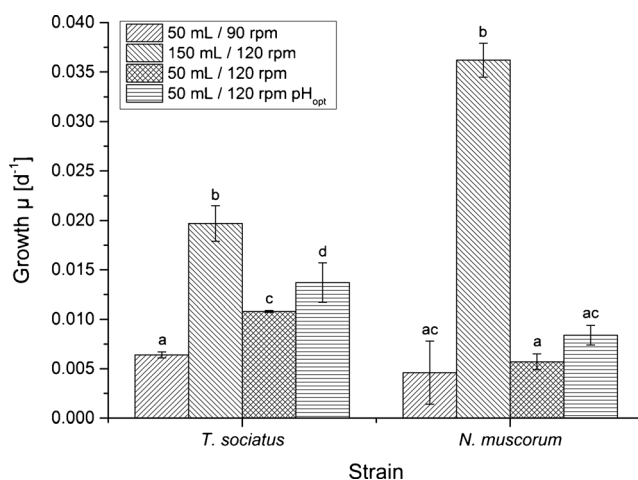 0.040
0.035
0.030
0.025
0.020
0.015
0.010
0.005
0.000
Growth µ [d⁻¹]
50 mL / 90 rpm
150 mL / 120 rpm
50 mL / 120 rpm
50 mL / 120 rpm pHopt
a
b
c
d
ac
b
a
ac
T. sociatus
N. muscorum
Strain